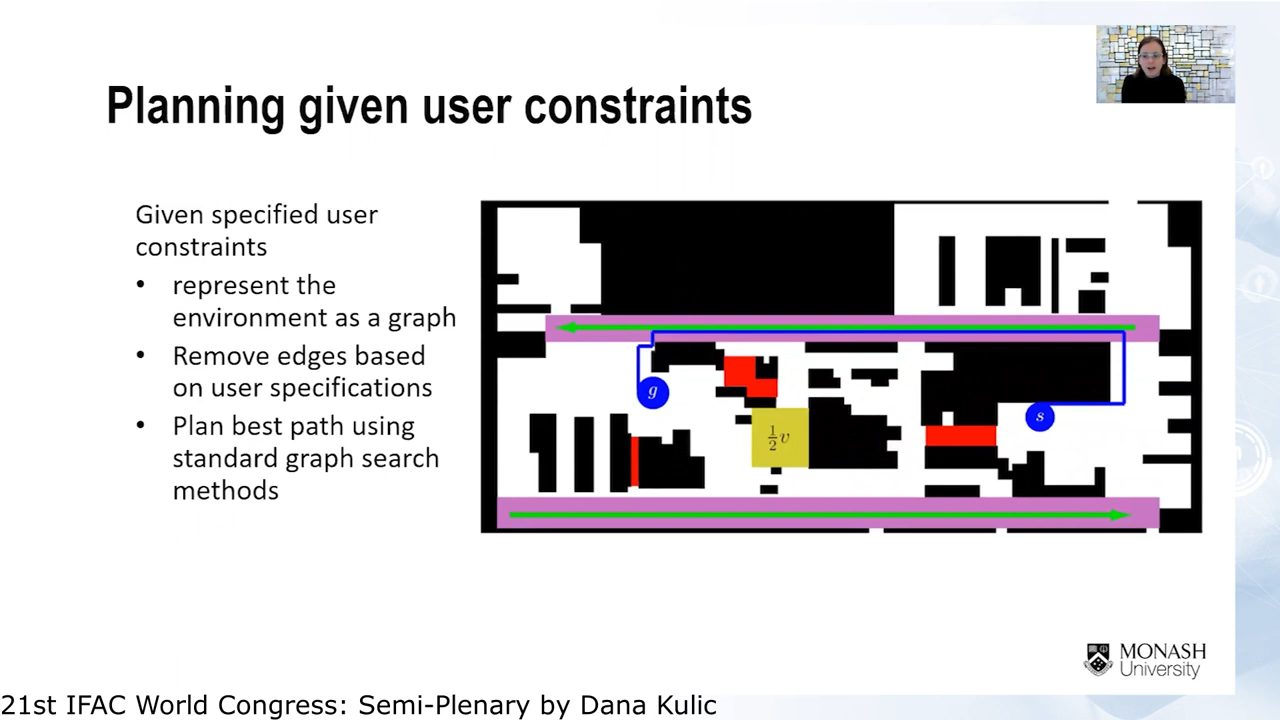 Planning given user constraints
Given specified user
constraints
• represent the
environment as a graph
• Remove edges based
on user specifications
• Plan best path using
standard graph search
methods
g
s
½v
MONASH
University
21st IFAC World Congress: Semi-Plenary by Dana Kulic